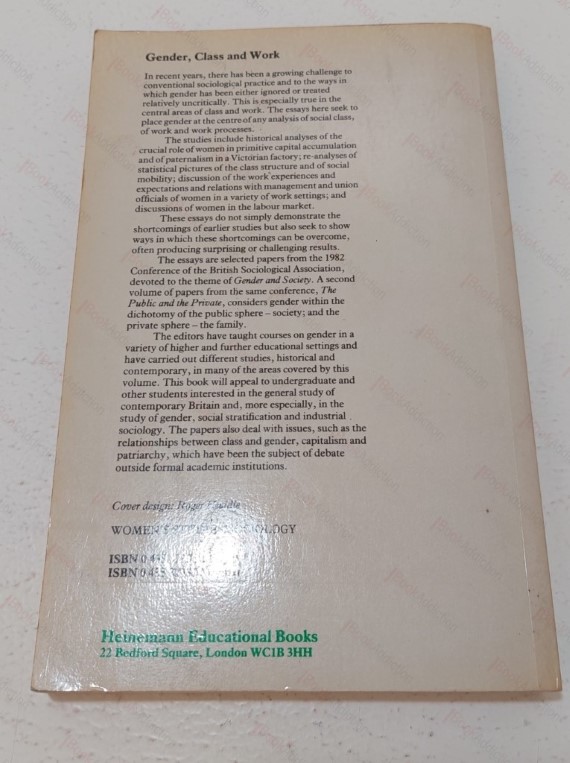 Gender, Class and Work
In recent years, there has been a growing challenge to
conventional sociological practice and to the ways in
which gender has been either ignored or treated
relatively uncritically. This is especially true in the
central areas of class and work. The essays here seek to
place gender at the centre of any analysis of social class,
of work and work processes.
The studies include historical analyses of the
crucial role of women in primitive capital accumulation
and of paternalism in a Victorian factory; re-analyses of
statistical pictures of the class structure and of social
mobility; discussion of the work experiences and
expectations and relations with management and union
officials of women in a variety of work settings; and
discussions of women in the labour market.
These essays do not simply demonstrate the
shortcomings of earlier studies but also seek to show
ways in which these shortcomings can be overcome,
often producing surprising or challenging results.
The essays are selected papers from the 1982
Conference of the British Sociological Association,
devoted to the theme of Gender and Society. A second
volume of papers from the same conference, The
Public and the Private, considers gender within the
dichotomy of the public sphere – society; and the
private sphere – the family.
The editors have taught courses on gender in a
variety of higher and further educational settings and
have carried out different studies, historical and
contemporary, in many of the areas covered by this
volume. This book will appeal to undergraduate and
other students interested in the general study of
contemporary Britain and, more especially, in the
study of gender, social stratification and industrial
sociology. The papers also deal with issues, such as the
relationships between class and gender, capitalism and
patriarchy, which have been the subject of debate
outside formal academic institutions.
Cover design: Roger
WOMEN'S
ISBN
ISBN
Heinemann Educational Books
22 Bedford Square, London WC1B 3HH